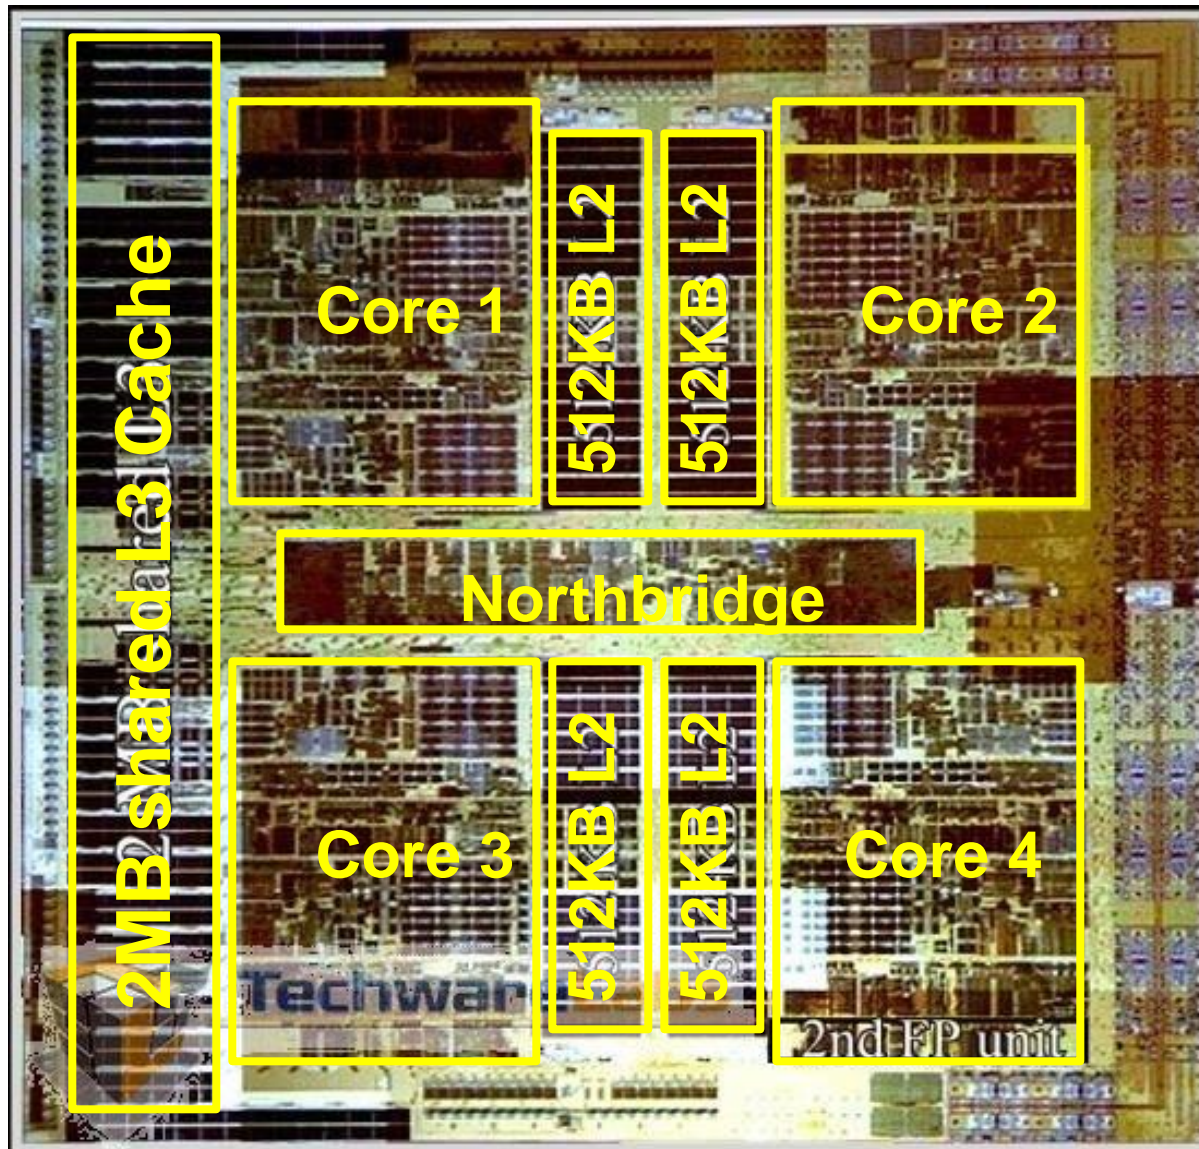 2MB shared L3 Cache
Core 1
512KB L2
512KB L2
Core 2
Northbridge
Core 3
512KB L2
512KB L2
Core 4
Techwar
2nd FP unit